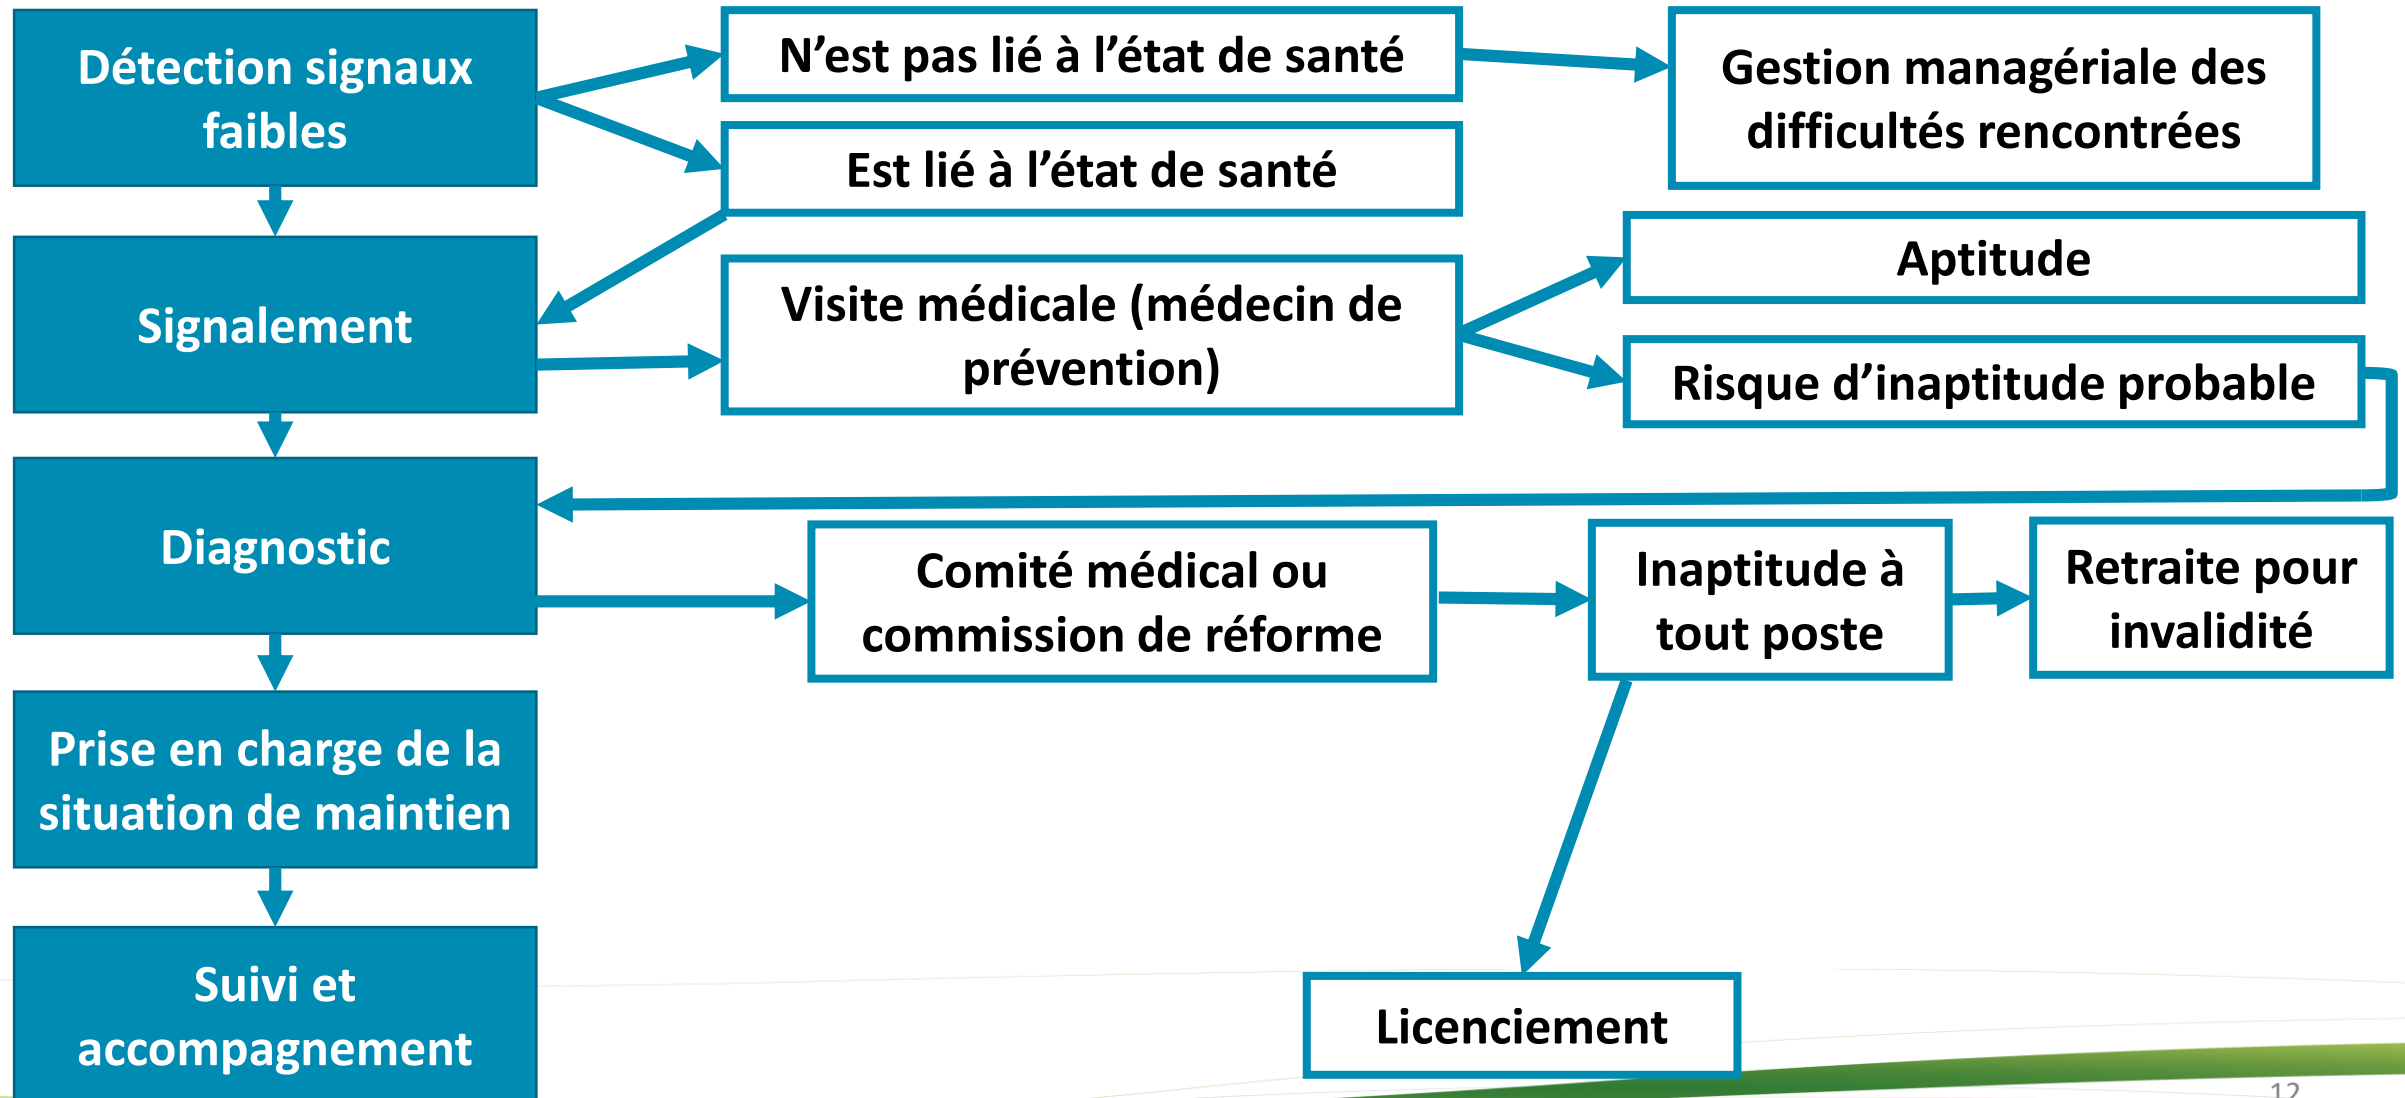 Détection signaux
faibles
N’est pas lié à l’état de santé
Gestion managériale des
difficultés rencontrées
Est lié à l’état de santé
Signalement
Visite médicale (médecin de
prévention)
Aptitude
Risque d’inaptitude probable
Diagnostic
Comité médical ou
commission de réforme
Inaptitude à
tout poste
Retraite pour
invalidité
Prise en charge de la
situation de maintien
Suivi et
accompagnement
Licenciement
12